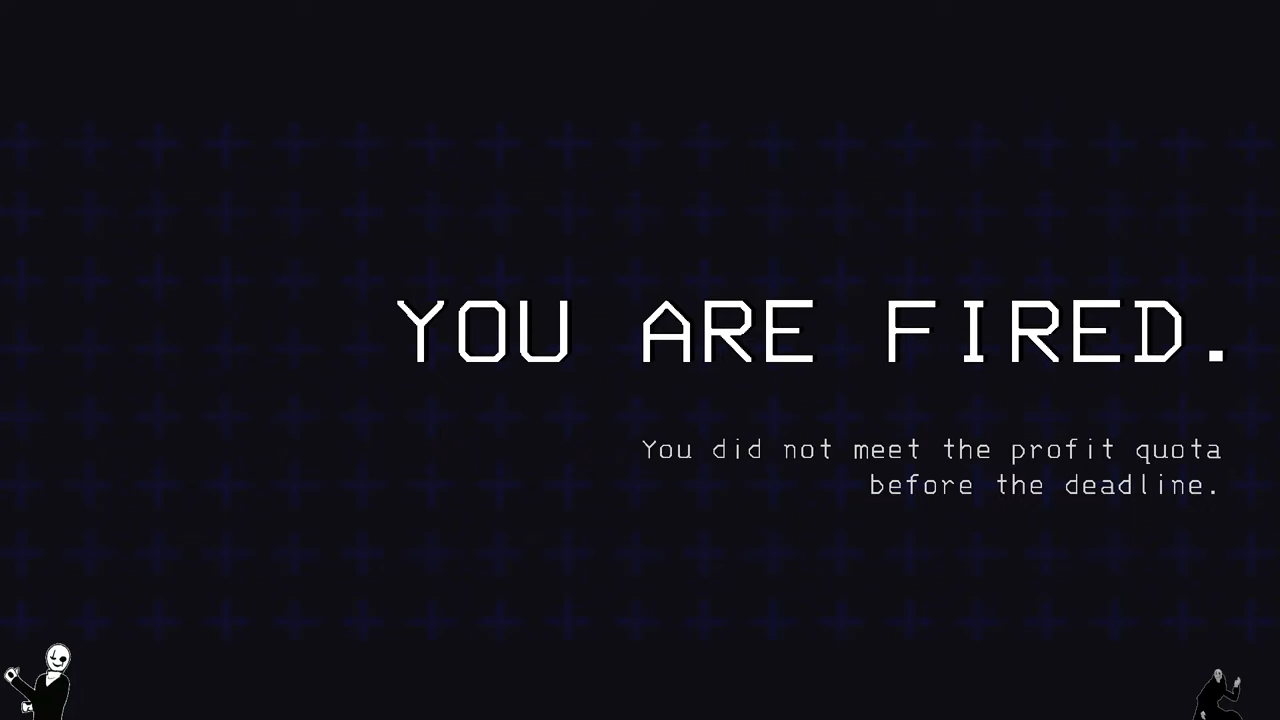 YOU ARE FIRED.
You did not meet the profit quota
before the deadline.